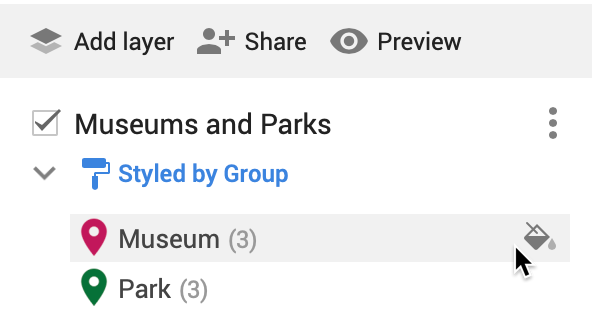 Add layer Share Preview
Museums and Parks
Styled by Group
Museum (3)
Park (3)